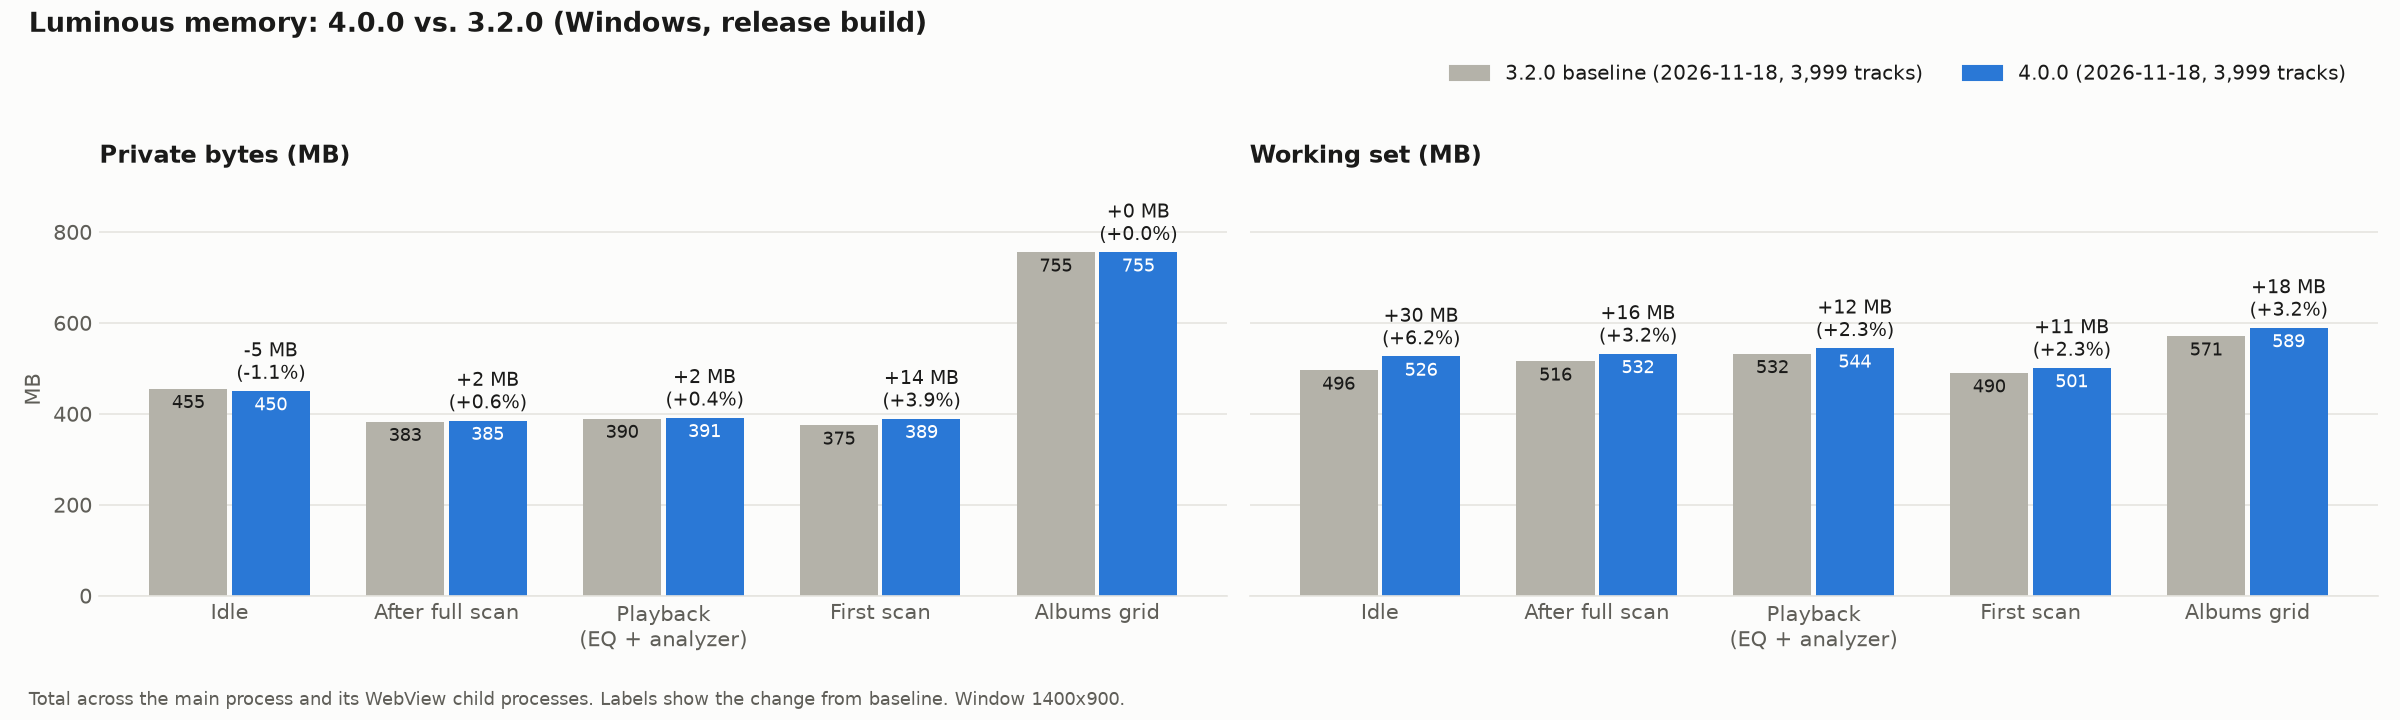 Luminous memory: 4.0.0 vs. 3.2.0 (Windows, release build)
3.2.0 baseline (2026-11-18, 3,999 tracks)
4.0.0 (2026-11-18, 3,999 tracks)
Private bytes (MB)
MB
800
600
400
200
0
-5 MB
(-1.1%)
455
450
+2 MB
(+0.6%)
383
385
+2 MB
(+0.4%)
390
391
+14 MB
(+3.9%)
375
389
+0 MB
(+0.0%)
755
755
Idle
After full scan
Playback
(EQ + analyzer)
First scan
Albums grid
Working set (MB)
+30 MB
(+6.2%)
496
526
+16 MB
(+3.2%)
516
532
+12 MB
(+2.3%)
532
544
+11 MB
(+2.3%)
490
501
+18 MB
(+3.2%)
571
589
Idle
After full scan
Playback
(EQ + analyzer)
First scan
Albums grid
Total across the main process and its WebView child processes. Labels show the change from baseline. Window 1400x900.